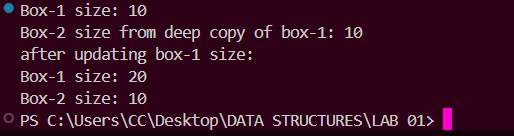 Box-1 size: 10
Box-2 size from deep copy of box-1: 10
after updating box-1 size:
Box-1 size: 20
Box-2 size: 10
PS C:\Users\CC\Desktop\DATA STRUCTURES\LAB 01>